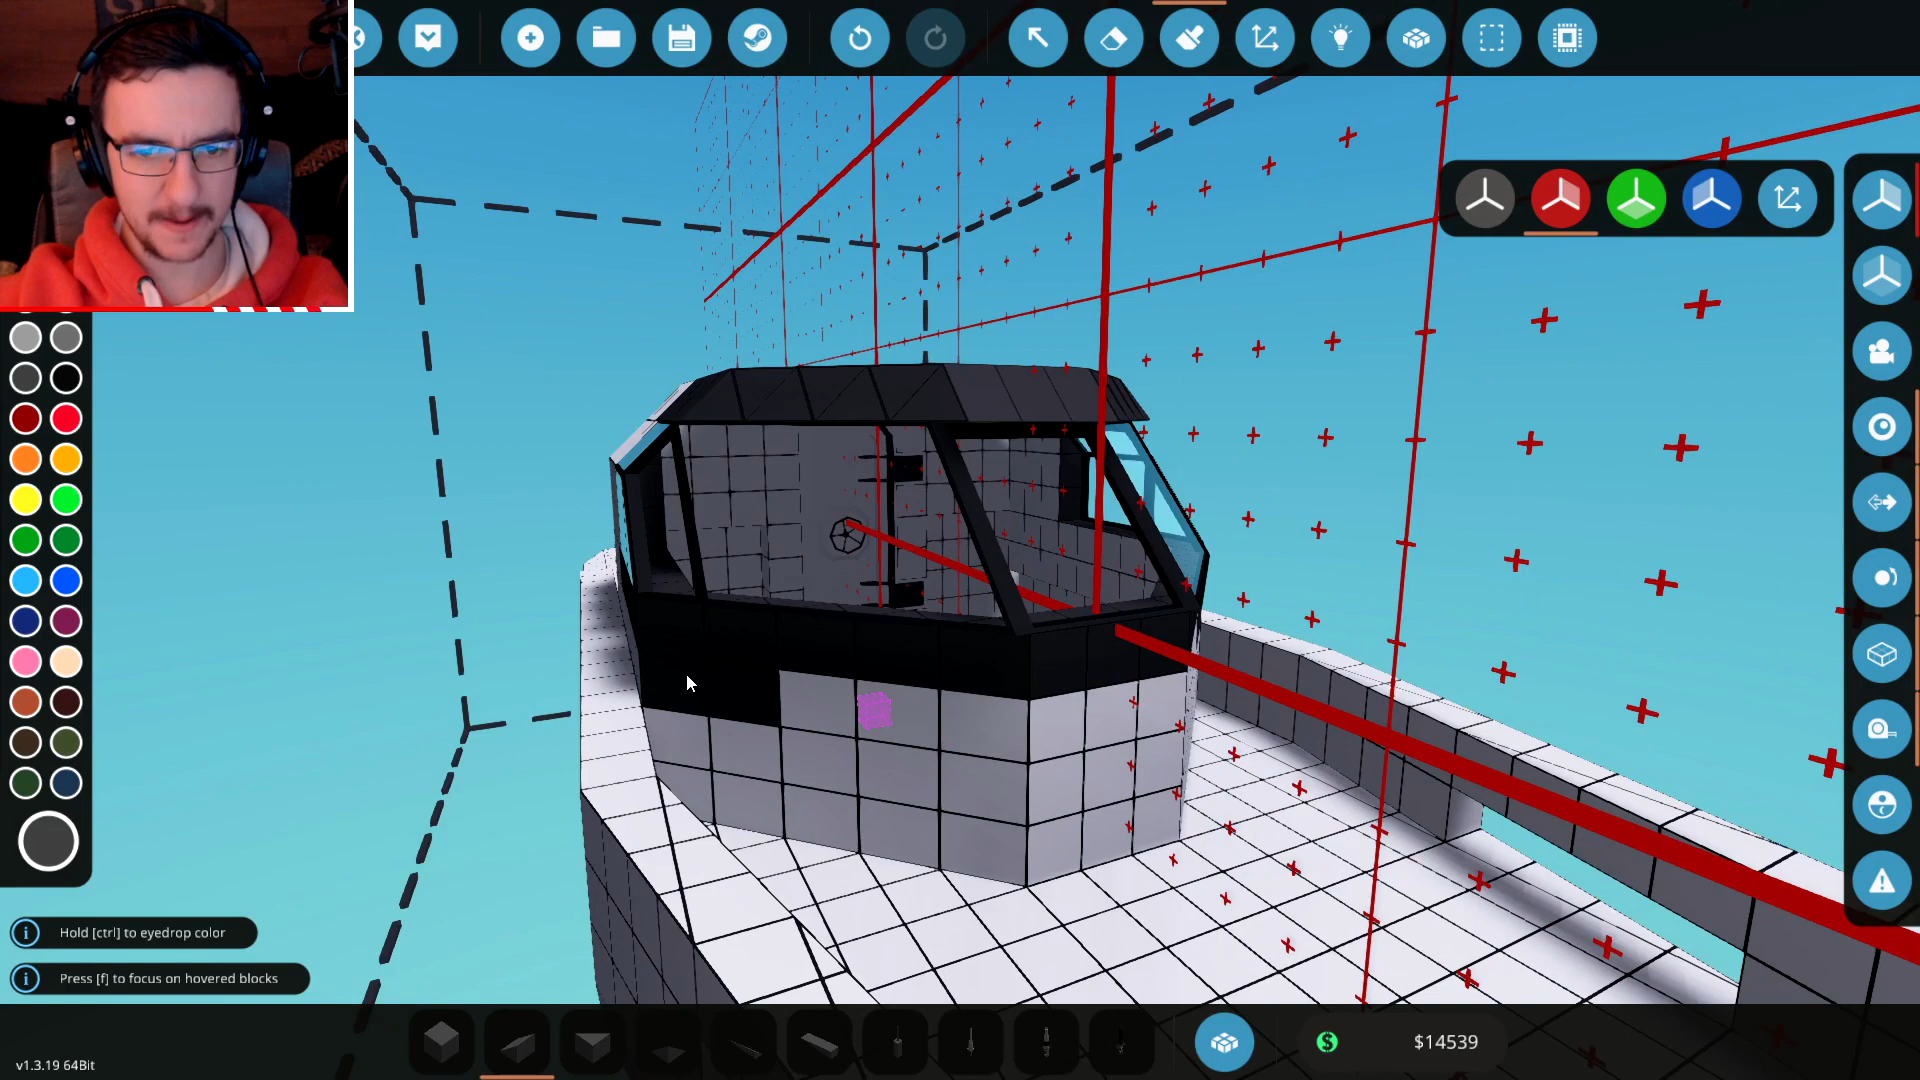 Hold [ctrl] to eyedrop color
Press [f] to focus on hovered blocks
v1.3.19 64Bit
$14539